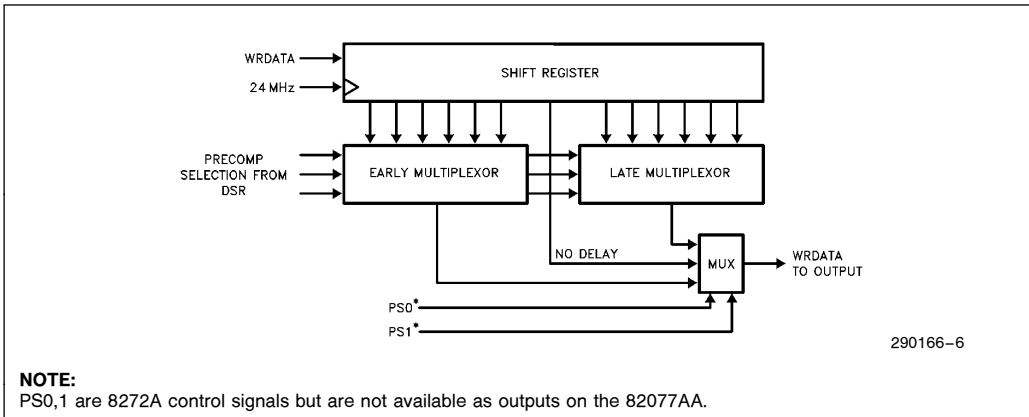 WRDATA
24 MHz
SHIFT REGISTER
PRECOMP
SELECTION FROM
DSR
EARLY MULTIPLEXOR
LATE MULTIPLEXOR
NO DELAY
MUX
WRDATA
TO OUTPUT
PS0*
PS1*
290166–6
NOTE:
PS0,1 are 8272A control signals but are not available as outputs on the 82077AA.